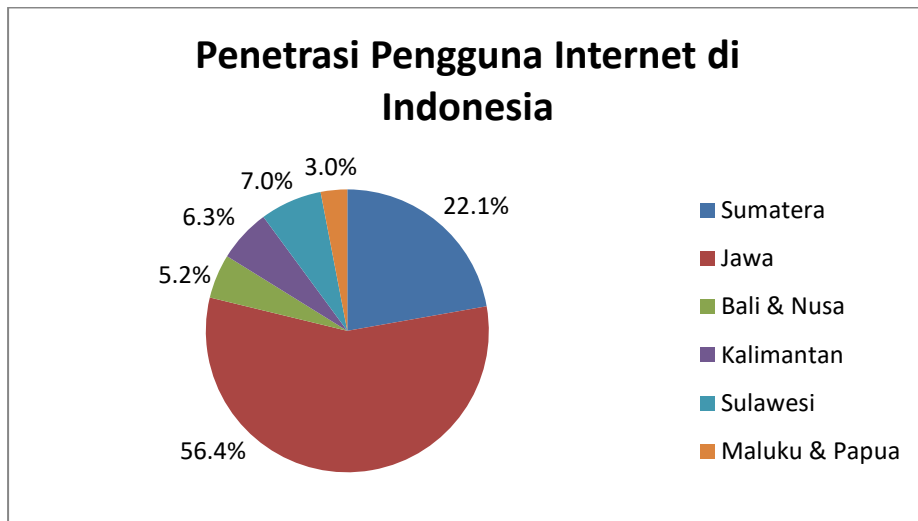 Penetrasi Pengguna Internet di
Indonesia
3.0%
7.0%
22.1%
6.3%
5.2%
56.4%
Sumatera
Jawa
Bali & Nusa
Kalimantan
Sulawesi
Maluku & Papua